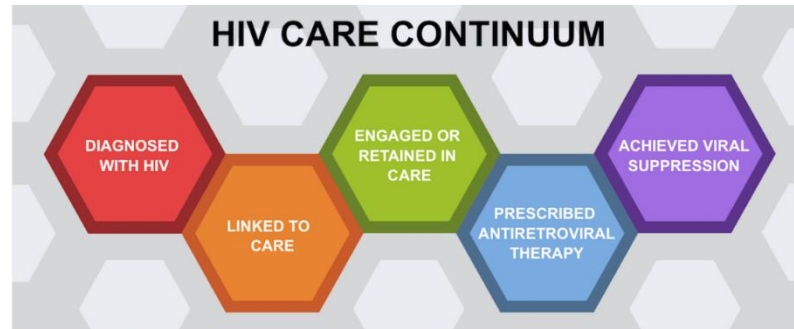 HIV CARE CONTINUUM
DIAGNOSED
WITH HIV
LINKED TO
CARE
ENGAGED OR
RETAINED IN
CARE
PRESCRIBED
ANTIRETROVIRAL
THERAPY
ACHIEVED VIRAL
SUPPRESSION